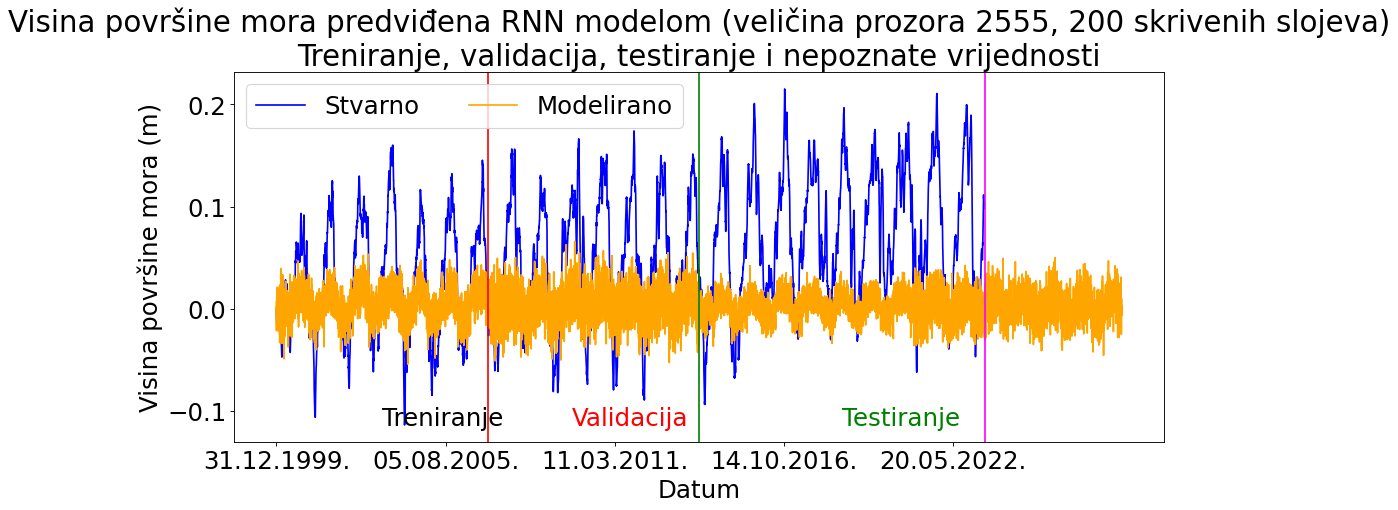 Visina površine mora predviđena RNN modelom (veličina prozora 2555, 200 skrivenih slojeva)
Treniranje, validacija, testiranje i nepoznate vrijednosti
Stvarno
Modelirano
Visina površine mora (m)
0.2
0.1
0.0
−0.1
Treniranje
Validacija
Testiranje
31.12.1999.
05.08.2005.
11.03.2011.
14.10.2016.
20.05.2022.
Datum